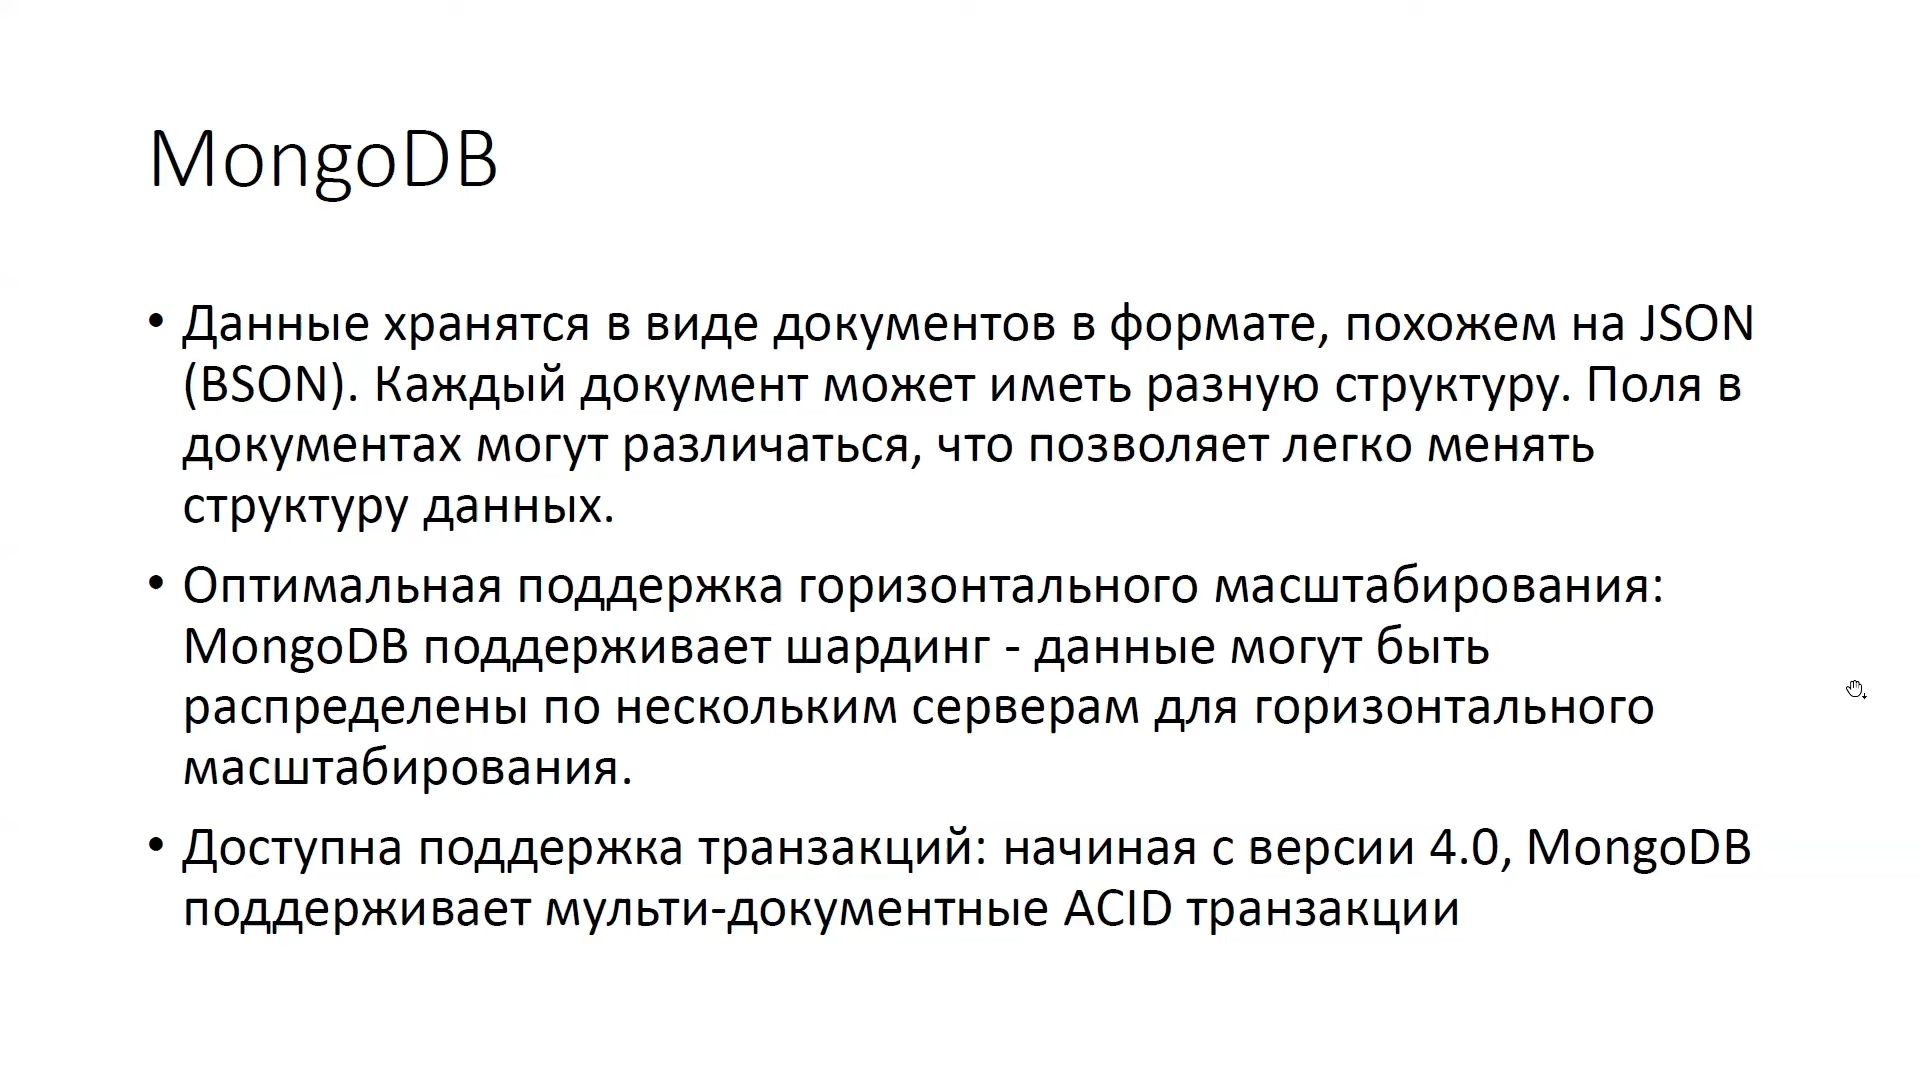 MongoDB
• Данные хранятся в виде документов в формате, похожем на JSON
(BSON). Каждый документ может иметь разную структуру. Поля в
документах могут различаться, что позволяет легко менять
структуру данных.
• Оптимальная поддержка горизонтального масштабирования:
MongoDB поддерживает шардинг - данные могут быть
распределены по нескольким серверам для горизонтального
масштабирования.
• Доступна поддержка транзакций: начиная с версии 4.0, MongoDB
поддерживает мульти-документные ACID транзакции